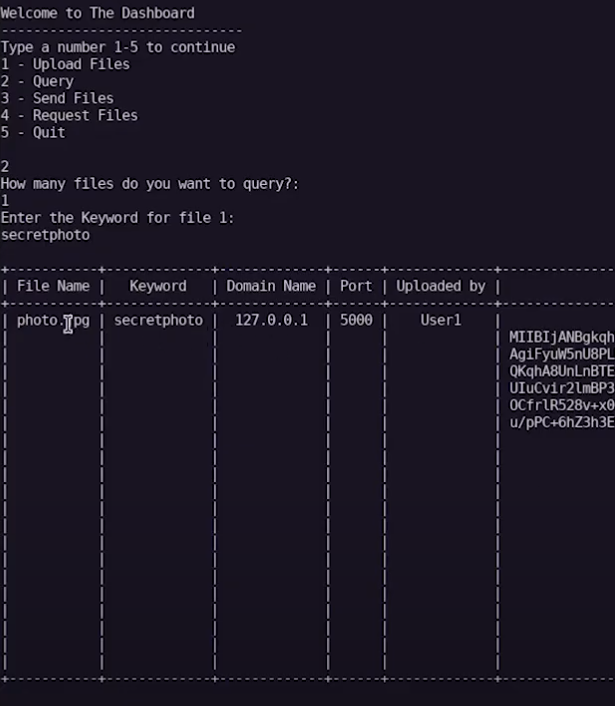 Welcome to The Dashboard
------------------------------
Type a number 1-5 to continue
1 - Upload Files
2 - Query
3 - Send Files
4 - Request Files
5 - Quit
2
How many files do you want to query?:
1
Enter the Keyword for file 1:
secretphoto
| File Name | Keyword | Domain Name | Port | Uploaded by |
| secretphoto | 127.0.0.1 | 5000 | User1 |
MIIBIjANBgkqh
AgiFyuW5nU8PL
QKqhA8UnLnBTE
UIuCvir2lmBP3
OCfrlR528v+x0
u/pPC+6hZ3h3E